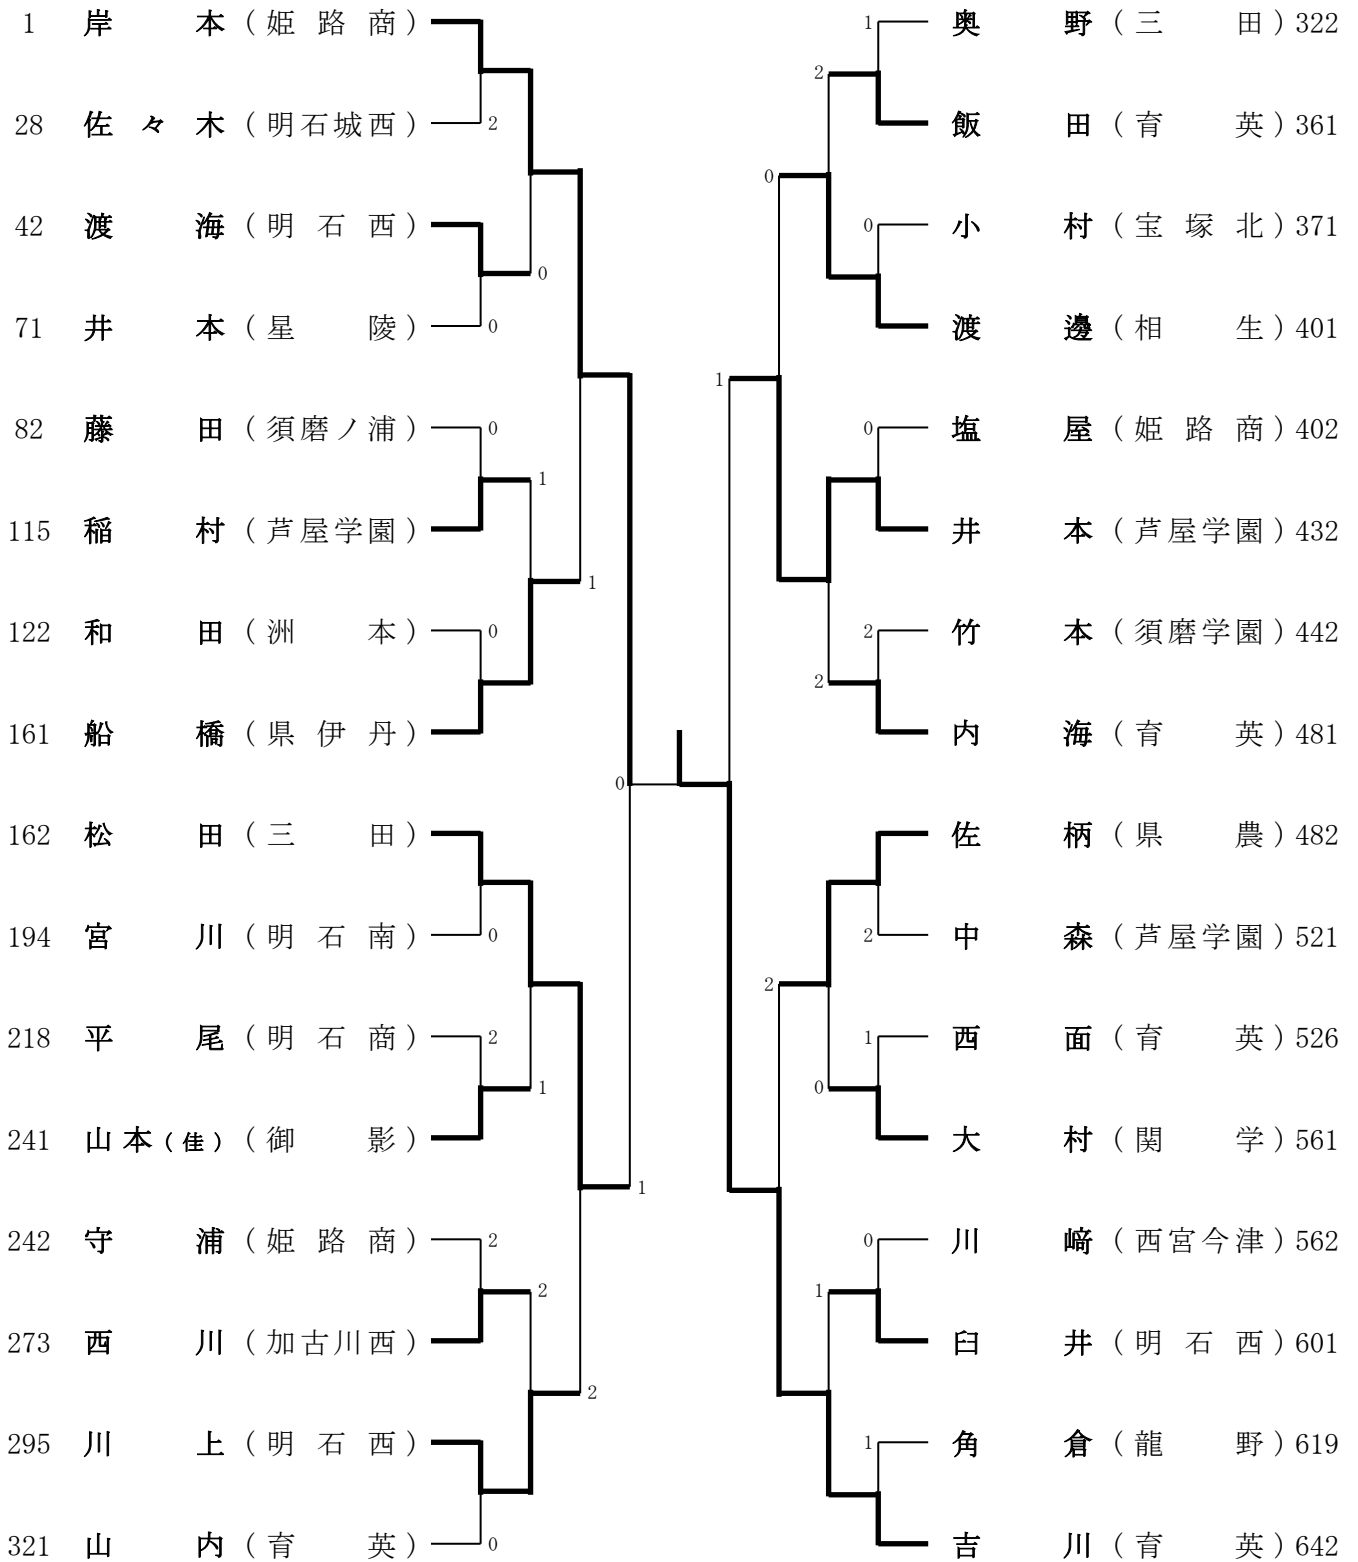 1 岸本（姫路商）
28 佐々木（明石城西） 2
42 渡海（明石西）
0
71 井本（星陵） 0
82 藤田（須磨ノ浦） 0
1
115 稲村（芦屋学園）
1
122 和田（洲本） 0
161 船橋（県伊丹）
0
162 松田（三田）
194 宮川（明石南） 0
218 平尾（明石商） 2
1
241 山本（佳）（御影）
1
242 守浦（姫路商） 2
2
273 西川（加古川西）
2
295 川上（明石西）
321 山内（育英） 0
1 奥野（三田）322
2
飯田（育英）361
0
0 小村（宝塚北）371
渡邊（相生）401
1
0 塩屋（姫路商）402
井本（芦屋学園）432
2 竹本（須磨学園）442
2
内海（育英）481
佐柄（県農）482
2 中森（芦屋学園）521
2
1 西面（育英）526
0
大村（関学）561
0 川﨑（西宮今津）562
1
臼井（明石西）601
1 角倉（龍野）619
吉川（育英）642